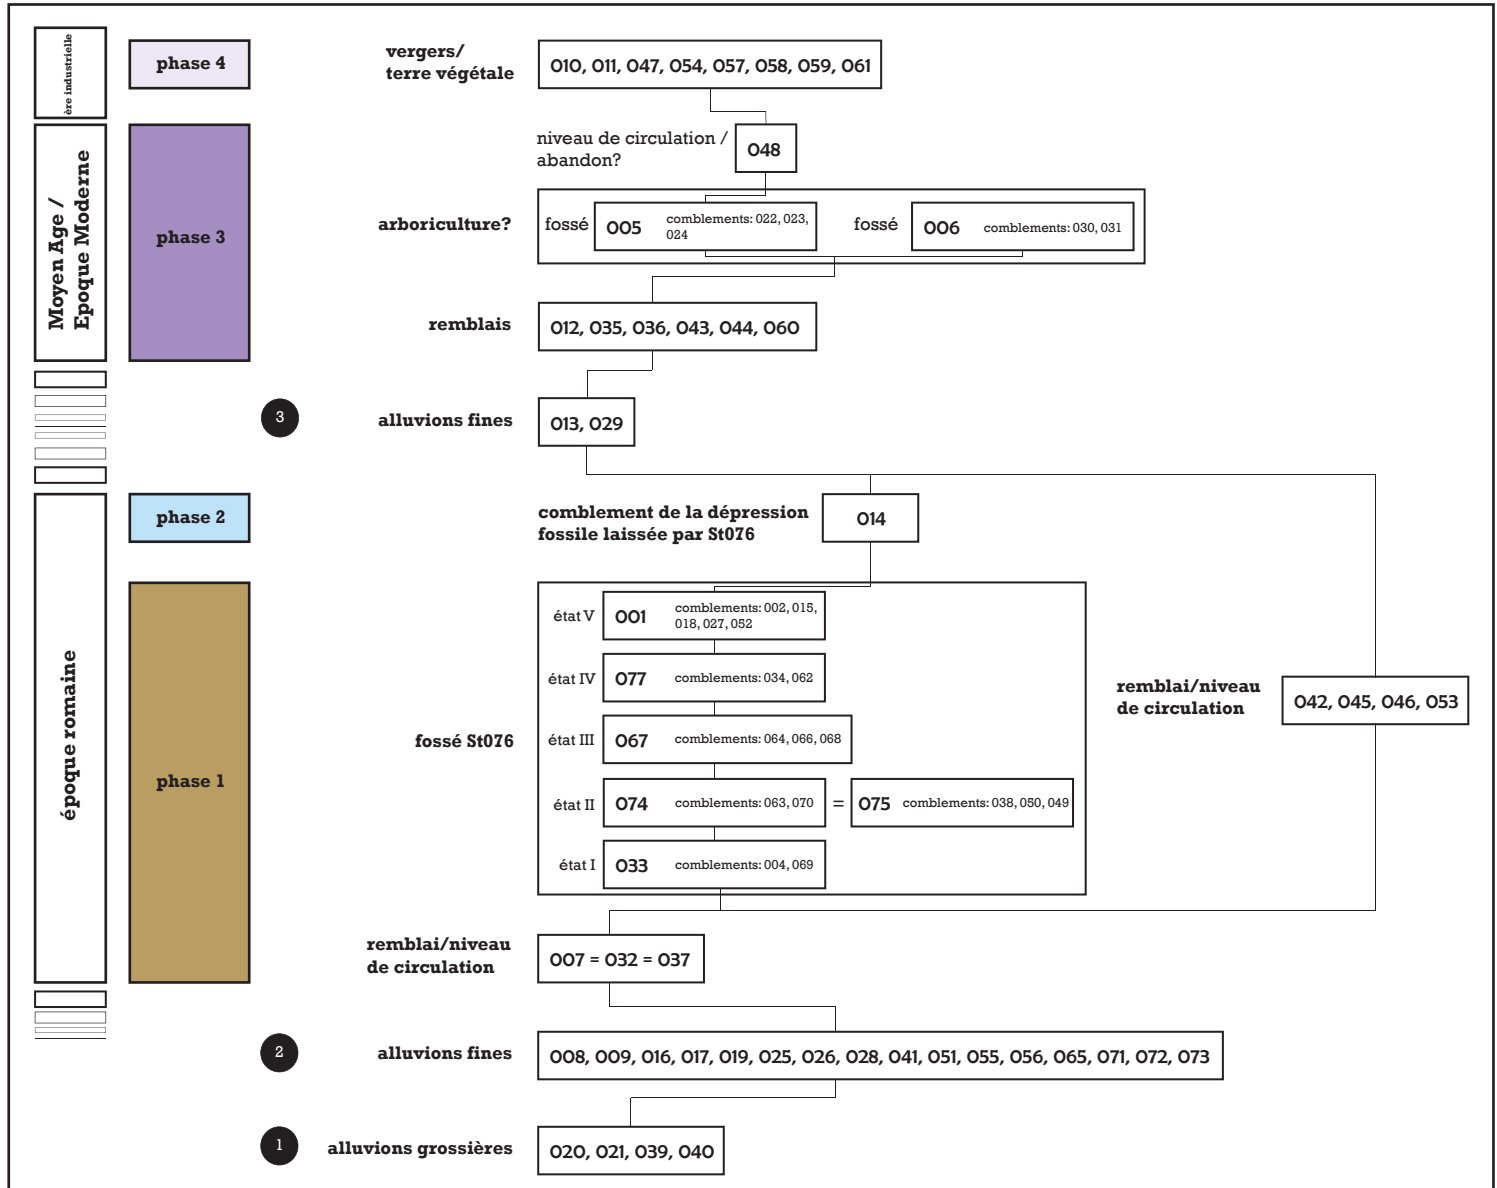 ère industrielle
phase 4
vergers/
terre végétale
010, 011, 047, 054, 057, 058, 059, 061
Moyen Age /
Epoque Moderne
phase 3
niveau de circulation /
abandon?
048
arboriculture?
fossé
005
comblements: 022, 023,
024
fossé
006
comblements: 030, 031
remblais
012, 035, 036, 043, 044, 060
3
alluvions fines
013, 029
époque romaine
phase 2
comblement de la dépression
fossile laissée par St076
014
phase 1
fossé St076
état V
001
comblements: 002, 015,
018, 027, 052
état IV
077
comblements: 034, 062
état III
067
comblements: 064, 066, 068
état II
074
comblements: 063, 070
=
075
comblements: 038, 050, 049
état I
033
comblements: 004, 069
remblai/niveau
de circulation
042, 045, 046, 053
remblai/niveau
de circulation
007 = 032 = 037
2
alluvions fines
008, 009, 016, 017, 019, 025, 026, 028, 041, 051, 055, 056, 065, 071, 072, 073
1
alluvions grossières
020, 021, 039, 040